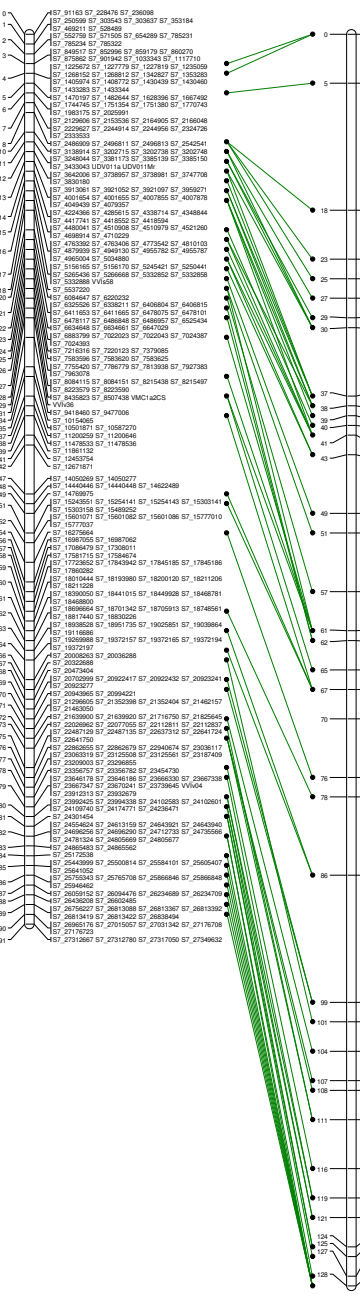 S7_91163 S7_228476 S7_236098
S7_250599 S7_303543 S7_303637 S7_353184
S7_469211 S7_528489
S7_552759 S7_571505 S7_654289 S7_785231
S7_785234 S7_785322
S7_849517 S7_852996 S7_859179 S7_860270
S7_875862 S7_901942 S7_1033343 S7_1117710
S7_1225672 S7_1227779 S7_1227819 S7_1235059
S7_1268152 S7_1268812 S7_1342827 S7_1353283
S7_1405974 S7_1408772 S7_1430439 S7_1430460
S7_1433283 S7_1433344
S7_1470197 S7_1482644 S7_1628396 S7_1667492
S7_1744745 S7_1751354 S7_1751380 S7_1770743
S7_1983175 S7_2025991
S7_2129606 S7_2153536 S7_2164905 S7_2166048
S7_2229627 S7_2244914 S7_2244956 S7_2324726
S7_2333533
S7_2486909 S7_2496811 S7_2496813 S7_2542541
S7_3138914 S7_3202715 S7_3202738 S7_3202748
S7_3248044 S7_3381173 S7_3385139 S7_3385150
S7_3433043 UDV011a UDV011Mr
S7_3642006 S7_3738957 S7_3738981 S7_3747708
S7_3830180
S7_3913061 S7_3921052 S7_3921097 S7_3959271
S7_4001654 S7_4001655 S7_4007855 S7_4007878
S7_4049439 S7_4079357
S7_4224366 S7_4285615 S7_4338714 S7_4348844
S7_4417741 S7_4418552 S7_4418594
S7_4480041 S7_4510908 S7_4510979 S7_4521260
S7_4698914 S7_4710229
S7_4763392 S7_4763406 S7_4773542 S7_4810103
S7_4879939 S7_4949130 S7_4955782 S7_4955787
S7_4965004 S7_5034880
S7_5156165 S7_5156170 S7_5245421 S7_5250441
S7_5265436 S7_5266668 S7_5332852 S7_5332858
S7_5332888 VVIs58
S7_5537220
S7_6084647 S7_6220232
S7_6325526 S7_6338211 S7_6406804 S7_6406815
S7_6411653 S7_6411665 S7_6478075 S7_6478101
S7_6478117 S7_6486848 S7_6486957 S7_6525434
S7_6634648 S7_6634661 S7_6647029
S7_6883799 S7_7022023 S7_7022043 S7_7024387
S7_7024393
S7_7216316 S7_7220123 S7_7379085
S7_7583596 S7_7583620 S7_7583625
S7_7755420 S7_7786779 S7_7813938 S7_7927383
S7_7963078
S7_8084115 S7_8084151 S7_8215438 S7_8215497
S7_8223579 S7_8223590
S7_8435823 S7_8507438 VMC1a2CS
VVIv36
S7_9418460 S7_9477006
S7_10154065
S7_10501871 S7_10587270
S7_11200259 S7_11200646
S7_11478533 S7_11478536
S7_11861132
S7_12453754
S7_12671871
S7_14050269 S7_14050277
S7_14440446 S7_14440448 S7_14622489
S7_14769975
S7_15243551 S7_15254141 S7_15254143 S7_15303141
S7_15303158 S7_15489252
S7_15601071 S7_15601082 S7_15601086 S7_15777010
S7_15777037
S7_16275664
S7_16987055 S7_16987062
S7_17086479 S7_17308011
S7_17581715 S7_17584674
S7_17723652 S7_17843942 S7_17845185 S7_17845186
S7_17860282
S7_18010444 S7_18193980 S7_18200120 S7_18211206
S7_18211228
S7_18390050 S7_18441015 S7_18449928 S7_18468781
S7_18468800
S7_18696664 S7_18701342 S7_18705913 S7_18748561
S7_18817440 S7_18830226
S7_18938528 S7_18951735 S7_19025851 S7_19039864
S7_19116686
S7_19269988 S7_19372157 S7_19372165 S7_19372194
S7_19372197
S7_20008263 S7_20036288
S7_20322688
S7_20473404
S7_20702999 S7_20922417 S7_20922432 S7_20923241
S7_20923277
S7_20943965 S7_20994221
S7_21296605 S7_21352398 S7_21352404 S7_21462157
S7_21463050
S7_21639900 S7_21639920 S7_21716750 S7_21825645
S7_22026962 S7_22077055 S7_22112811 S7_22112837
S7_22487129 S7_22487135 S7_22637312 S7_22641724
S7_22641750
S7_22862655 S7_22862679 S7_22940674 S7_23036117
S7_23063319 S7_23125508 S7_23125561 S7_23187409
S7_23209003 S7_23296855
S7_23356757 S7_23356782 S7_23454730
S7_23646178 S7_23646186 S7_23666330 S7_23667338
S7_23667347 S7_23670241 S7_23739645 VVIv04
S7_23912313 S7_23932679
S7_23992425 S7_23994338 S7_24102583 S7_24102601
S7_24109740 S7_24174771 S7_24236471
S7_24301454
S7_24554624 S7_24613159 S7_24643921 S7_24643940
S7_24696256 S7_24696290 S7_24712733 S7_24735566
S7_24781324 S7_24805669 S7_24805677
S7_24865483 S7_24865562
S7_25172538
S7_25443999 S7_25500814 S7_25584101 S7_25605407
S7_25641052
S7_25755343 S7_25765708 S7_25866846 S7_25866848
S7_25946462
S7_26059152 S7_26094476 S7_26234689 S7_26234709
S7_26436208 S7_26602485
S7_26756227 S7_26813088 S7_26813367 S7_26813392
S7_26813419 S7_26813422 S7_26838494
S7_26965176 S7_27015057 S7_27031342 S7_27176708
S7_27176723
S7_27312667 S7_27312780 S7_27317050 S7_27349632
0
5
18
23
25
27
29
30
37
38
39
40
41
43
49
51
57
61
62
65
67
70
76
78
86
99
101
104
107
108
111
116
119
121
124
125
127
128